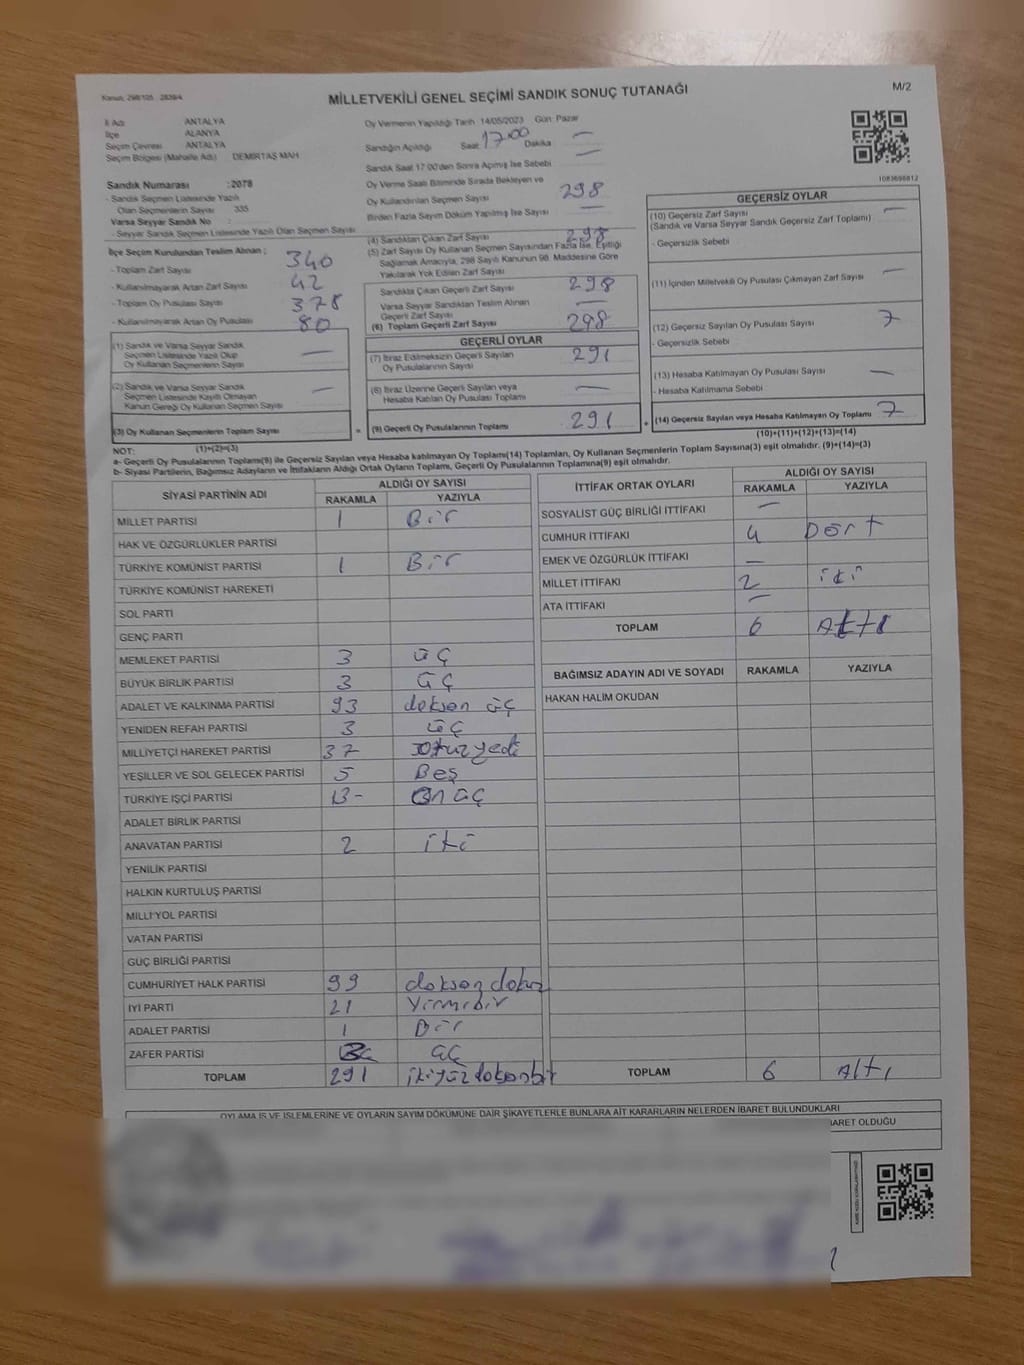 Kanun: 298/105 , 2839/4
MİLLETVEKİLİ GENEL SEÇİMİ SANDIK SONUÇ TUTANAĞI
M/2
İl Adı ANTALYA
İlçe ALANYA
Seçim Çevresi ANTALYA
Seçim Bölgesi (Mahalle Adı) DEMİRTAŞ MAH
Sandık Numarası :2078
- Sandık Seçmen Listesinde Yazılı
Olan Seçmenlerin Sayısı 335
Varsa Seyyar Sandık No
- Seyyar Sandık Seçmen Listesinde Yazılı Olan Seçmen Sayısı
Oy Vermenin Yapıldığı Tarih 14/05/2023 Gün: Pazar
Sandığın Açıldığı Saat 17:00 Dakika —
Sandık Saat 17:00'den Sonra Açılmış İse Sebebi —
Oy Verme Saati Bitiminde Sırada Bekleyen ve
Oy Kullandırılan Seçmen Sayısı 298
Birden Fazla Sayım Döküm Yapılmış İse Sayısı —
1083698812
İlçe Seçim Kurulundan Teslim Alınan ;
- Toplam Zarf Sayısı 340
- Kullanılmayarak Artan Zarf Sayısı 42
- Toplam Oy Pusulası Sayısı 378
- Kullanılmayarak Artan Oy Pusulası 80
(4) Sandıktan Çıkan Zarf Sayısı 298
(5) Zarf Sayısı Oy Kullanan Seçmen Sayısından Fazla İse, Eşitliği
Sağlamak Amacıyla, 298 Sayılı Kanunun 98. Maddesine Göre
Yakılarak Yok Edilen Zarf Sayısı
Sandıkta Çıkan Geçerli Zarf Sayısı 298
Varsa Seyyar Sandıktan Teslim Alınan
Geçerli Zarf Sayısı —
(6) Toplam Geçerli Zarf Sayısı 298
GEÇERSİZ OYLAR
(10) Geçersiz Zarf Sayısı —
(Sandık ve Varsa Seyyar Sandık Geçersiz Zarf Toplamı)
- Geçersizlik Sebebi
(11) İçinden Milletvekili Oy Pusulası Çıkmayan Zarf Sayısı —
(12) Geçersiz Sayılan Oy Pusulası Sayısı 7
- Geçersizlik Sebebi
(13) Hesaba Katılmayan Oy Pusulası Sayısı —
- Hesaba Katılmama Sebebi
(14) Geçersiz Sayılan veya Hesaba Katılmayan Oy Toplamı 7
(10)+(11)+(12)+(13)=(14)
(1) Sandık ve Varsa Seyyar Sandık
Seçmen Listesinde Yazılı Olup
Oy Kullanan Seçmenlerin Sayısı —
(2) Sandık ve Varsa Seyyar Sandık
Seçmen Listesinde Kayıtlı Olmayan
Kanun Gereği Oy Kullanan Seçmen Sayısı —
(3) Oy Kullanan Seçmenlerin Toplam Sayısı =
(1)+(2)=(3)
GEÇERLİ OYLAR
(7) İtiraz Edilmeksizin Geçerli Sayılan
Oy Pusulalarının Sayısı 291
(8) İtiraz Üzerine Geçerli Sayılan veya
Hesaba Katılan Oy Pusulası Toplamı —
(9) Geçerli Oy Pusulalarının Toplamı 291 +
NOT:
a- Geçerli Oy Pusulalarının Toplamı(9) ile Geçersiz Sayılan veya Hesaba katılmayan Oy Toplamı(14) Toplamları, Oy Kullanan Seçmenlerin Toplam Sayısına(3) eşit olmalıdır. (9)+(14)=(3)
b- Siyasi Partilerin, Bağımsız Adayların ve İttifakların Aldığı Ortak Oyların Toplamı, Geçerli Oy Pusulalarının Toplamına(9) eşit olmalıdır.
SİYASİ PARTİNİN ADI
ALDIĞI OY SAYISI
RAKAMLA YAZIYLA
MİLLET PARTİSİ 1 Bir
HAK VE ÖZGÜRLÜKLER PARTİSİ
TÜRKİYE KOMÜNİST PARTİSİ 1 Bir
TÜRKİYE KOMÜNİST HAREKETİ
SOL PARTİ
GENÇ PARTİ
MEMLEKET PARTİSİ 3 üç
BÜYÜK BİRLİK PARTİSİ 3 üç
ADALET VE KALKINMA PARTİSİ 93 doksan üç
YENİDEN REFAH PARTİSİ 3 üç
MİLLİYETÇİ HAREKET PARTİSİ 37 otuzyedi
YEŞİLLER VE SOL GELECEK PARTİSİ 5 Beş
TÜRKİYE İŞÇİ PARTİSİ 13- On üç
ADALET BİRLİK PARTİSİ
ANAVATAN PARTİSİ 2 iki
YENİLİK PARTİSİ
HALKIN KURTULUŞ PARTİSİ
MİLLİ YOL PARTİSİ
VATAN PARTİSİ
GÜÇ BİRLİĞİ PARTİSİ
CUMHURİYET HALK PARTİSİ 99 doksan dokuz
İYİ PARTİ 21 Yirmibir
ADALET PARTİSİ 1 Bir
ZAFER PARTİSİ üç
TOPLAM 291 ikiyüzdoksanbir
İTTİFAK ORTAK OYLARI
ALDIĞI OY SAYISI
RAKAMLA YAZIYLA
SOSYALİST GÜÇ BİRLİĞİ İTTİFAKI —
CUMHUR İTTİFAKI 4 Dört
EMEK VE ÖZGÜRLÜK İTTİFAKI —
MİLLET İTTİFAKI 2 iki
ATA İTTİFAKI —
TOPLAM 6 Altı
BAĞIMSIZ ADAYIN ADI VE SOYADI RAKAMLA YAZIYLA
HAKAN HALİM OKUDAN
TOPLAM 6 Altı
OYLAMA İŞ VE İŞLEMLERİNE VE OYLARIN SAYIM DÖKÜMÜNE DAİR ŞİKAYETLERLE BUNLARA AİT KARARLARIN NELERDEN İBARET BULUNDUKLARI
İBARET OLDUĞU